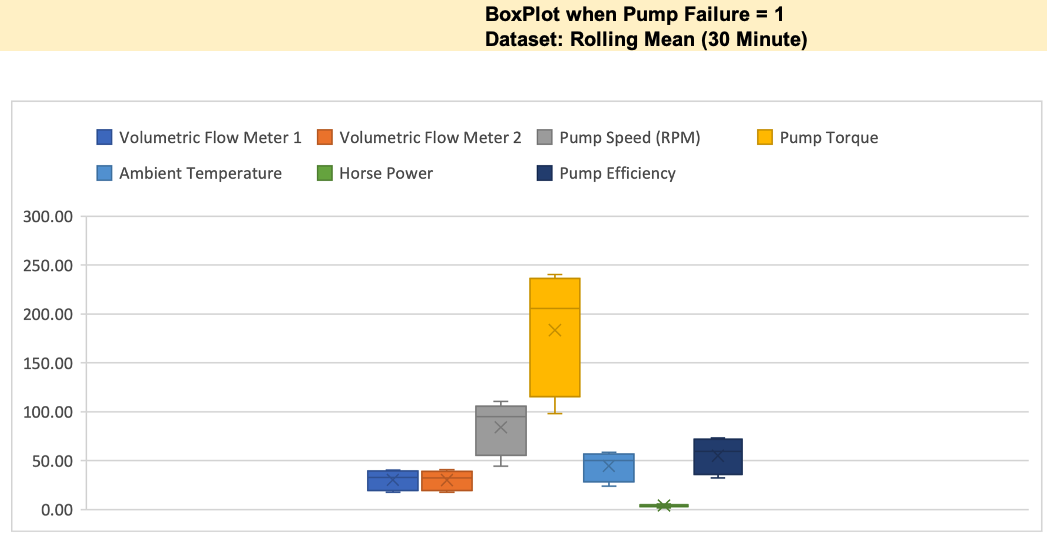 BoxPlot when Pump Failure = 1
Dataset: Rolling Mean (30 Minute)
Volumetric Flow Meter 1 Volumetric Flow Meter 2 Pump Speed (RPM) Pump Torque
Ambient Temperature Horse Power Pump Efficiency
300.00
250.00
200.00
150.00
100.00
50.00
0.00